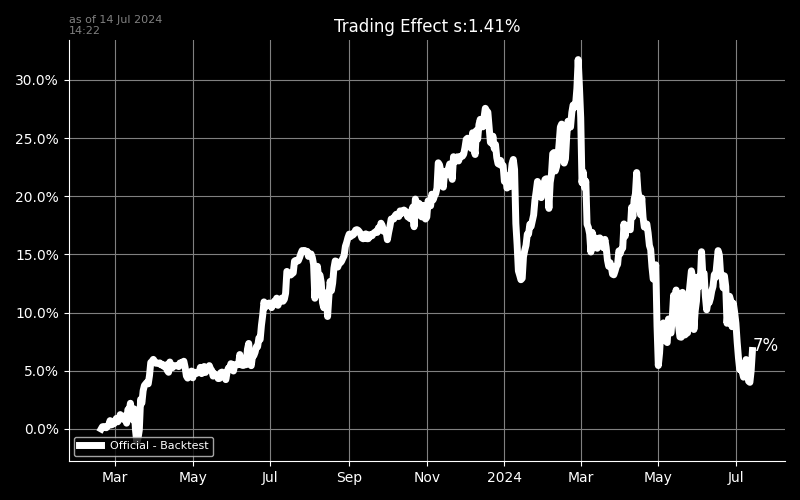 as of 14 Jul 2024
14:22
Trading Effect s:1.41%
30.0%
25.0%
20.0%
15.0%
10.0%
5.0%
0.0%
7%
Official - Backtest
Mar
May
Jul
Sep
Nov
2024
Mar
May
Jul